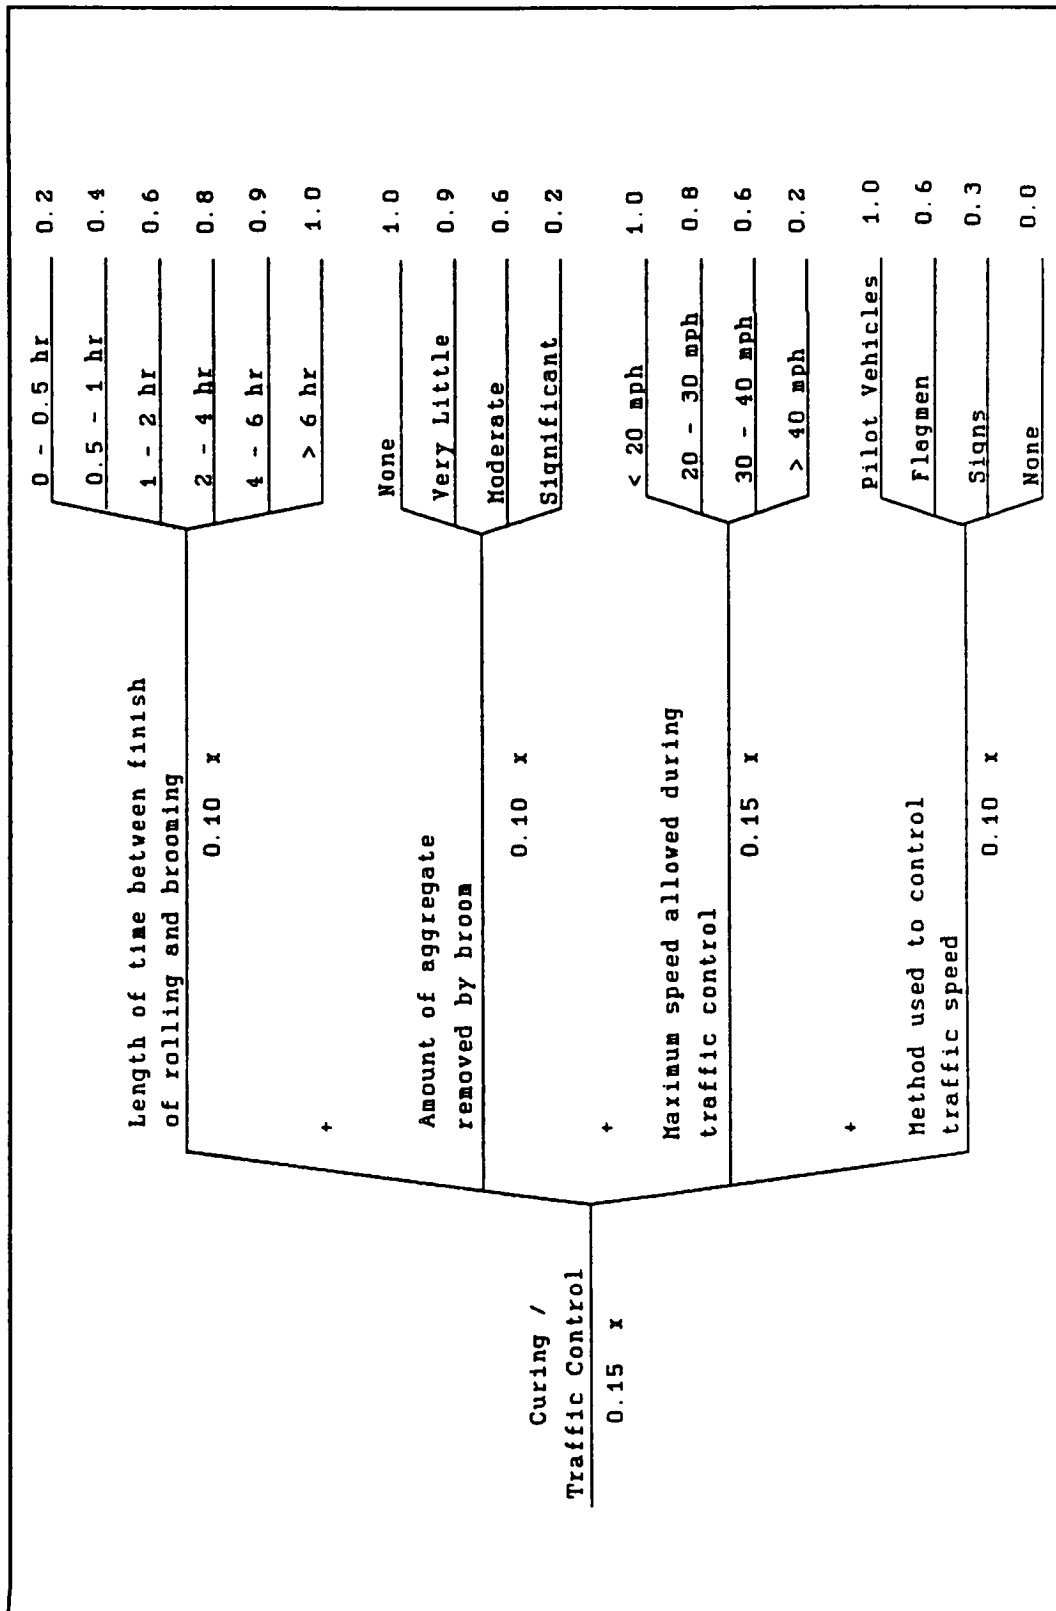 Curing /
Traffic Control
0.15 x
Length of time between finish
of rolling and brooming
0.10 x
0 - 0.5 hr 0.2
0.5 - 1 hr 0.4
1 - 2 hr 0.6
2 - 4 hr 0.8
4 - 6 hr 0.9
> 6 hr 1.0
+
Amount of aggregate
removed by broom
0.10 x
None 1.0
Very Little 0.9
Moderate 0.6
Significant 0.2
+
Maximum speed allowed during
traffic control
0.15 x
< 20 mph 1.0
20 - 30 mph 0.8
30 - 40 mph 0.6
> 40 mph 0.2
+
Method used to control
traffic speed
0.10 x
Pilot Vehicles 1.0
Flagmen 0.6
Signs 0.3
None 0.0